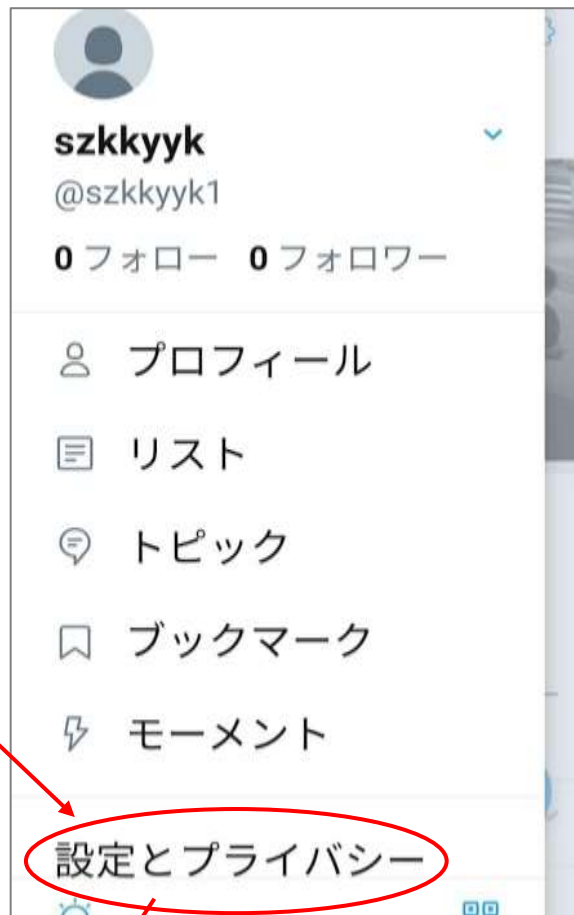 szkkyyk
@szkkyyk1
0 フォロー 0 フォロワー
プロフィール
リスト
トピック
ブックマーク
モーメント
設定とプライバシー